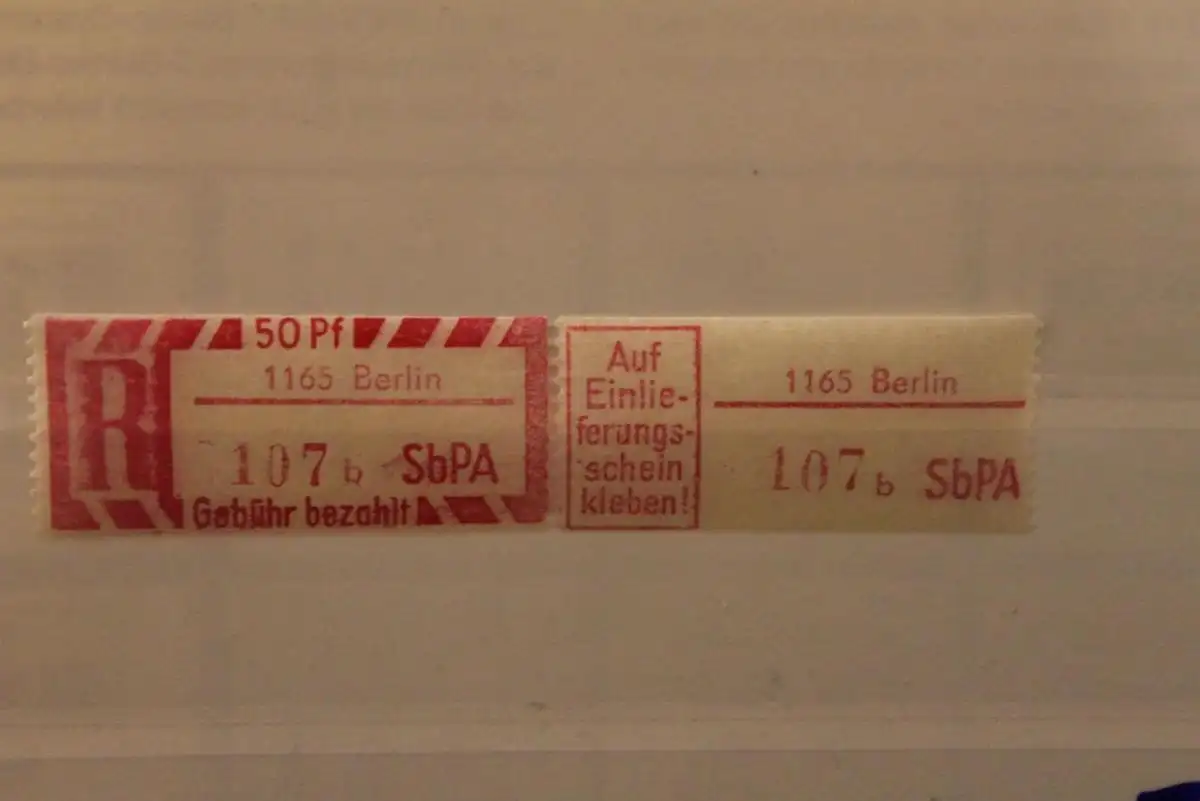 50 Pf
R
1165 Berlin
107 b SbPA
Gebühr bezahlt
Auf
Einlie-
ferungs-
schein
kleben!
1165 Berlin
107 b SbPA